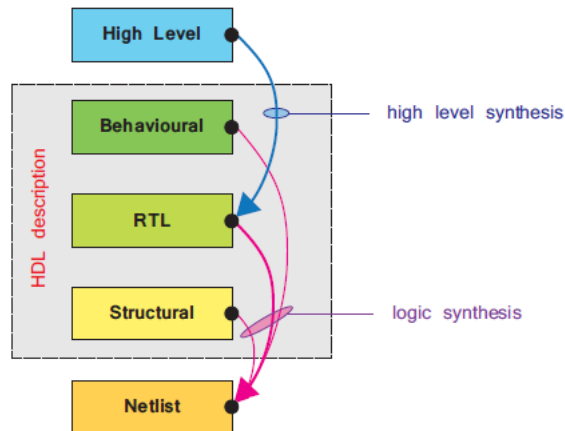 High Level
HDL description
Behavioural
high level synthesis
RTL
Structural
logic synthesis
Netlist